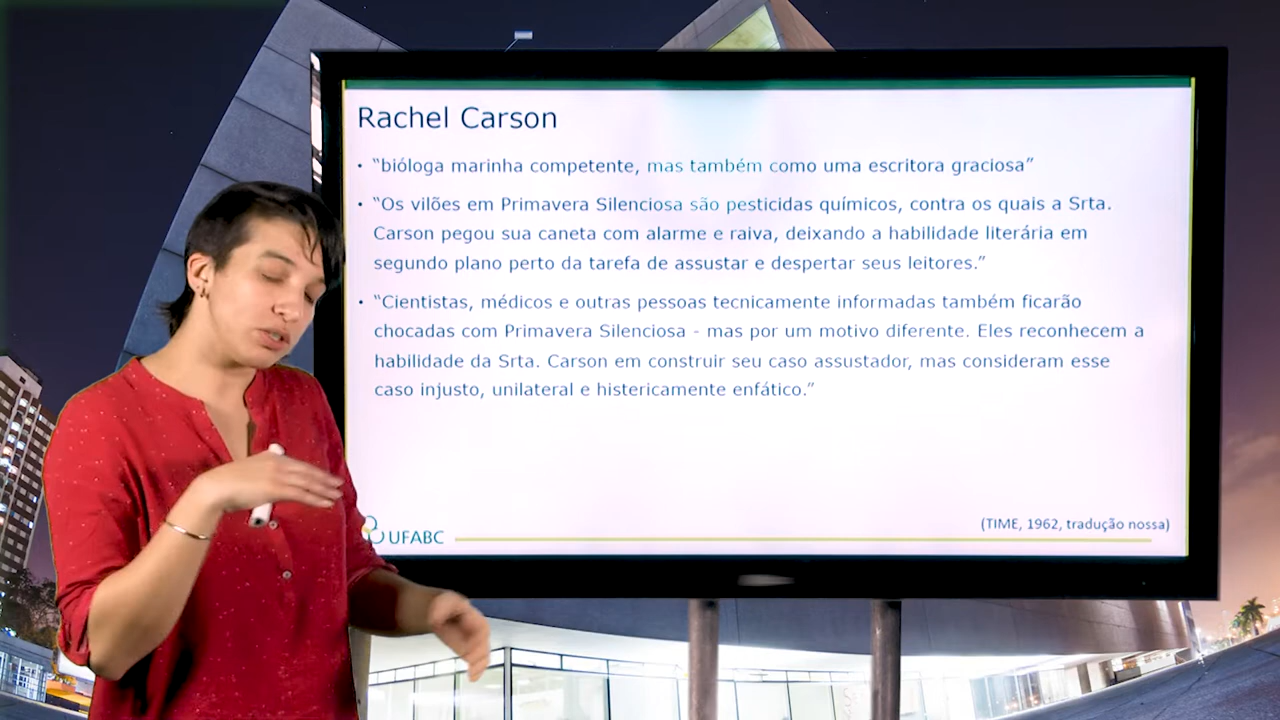 Rachel Carson
• “bióloga marinha competente, mas também como uma escritora graciosa”
• “Os vilões em Primavera Silenciosa são pesticidas químicos, contra os quais a Srta.
Carson pegou sua caneta com alarme e raiva, deixando a habilidade literária em
segundo plano perto da tarefa de assustar e despertar seus leitores.”
• “Cientistas, médicos e outras pessoas tecnicamente informadas também ficarão
chocadas com Primavera Silenciosa - mas por um motivo diferente. Eles reconhecem a
habilidade da Srta. Carson em construir seu caso assustador, mas consideram esse
caso injusto, unilateral e histericamente enfático.”
(TIME, 1962, tradução nossa)
UFABC